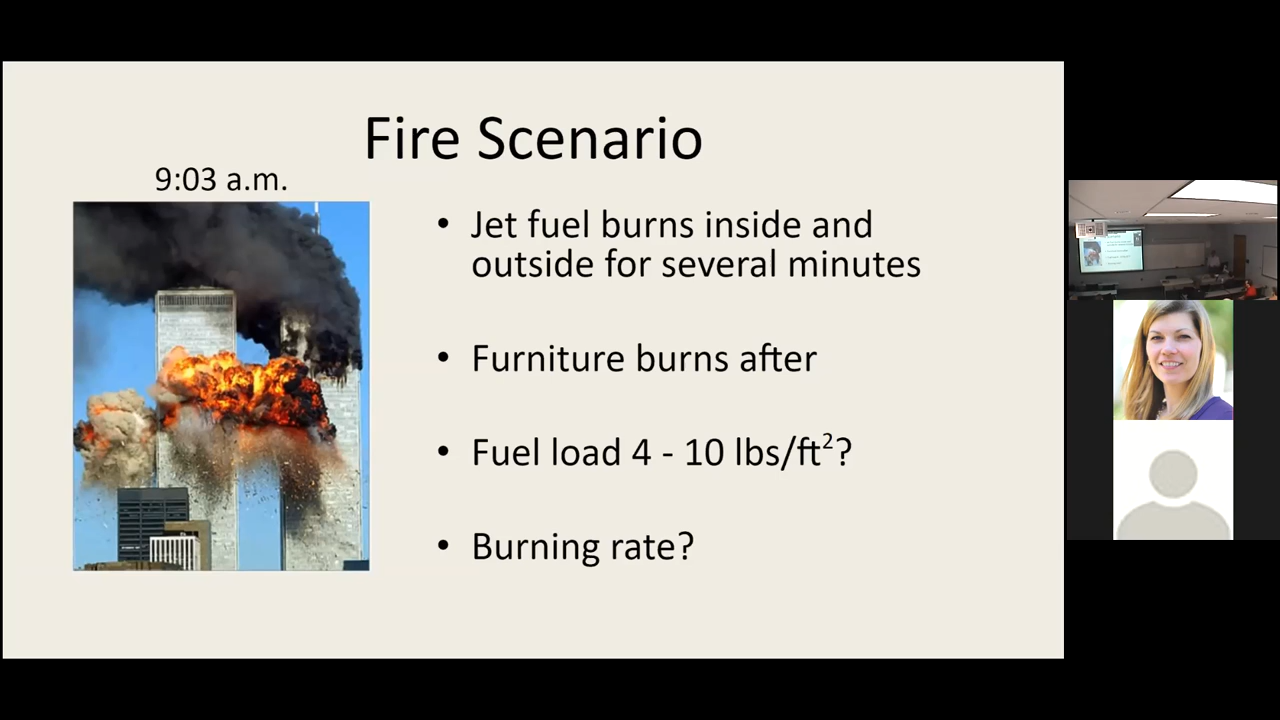 Fire Scenario
9:03 a.m.
• Jet fuel burns inside and
outside for several minutes
• Furniture burns after
• Fuel load 4 - 10 lbs/ft²?
• Burning rate?